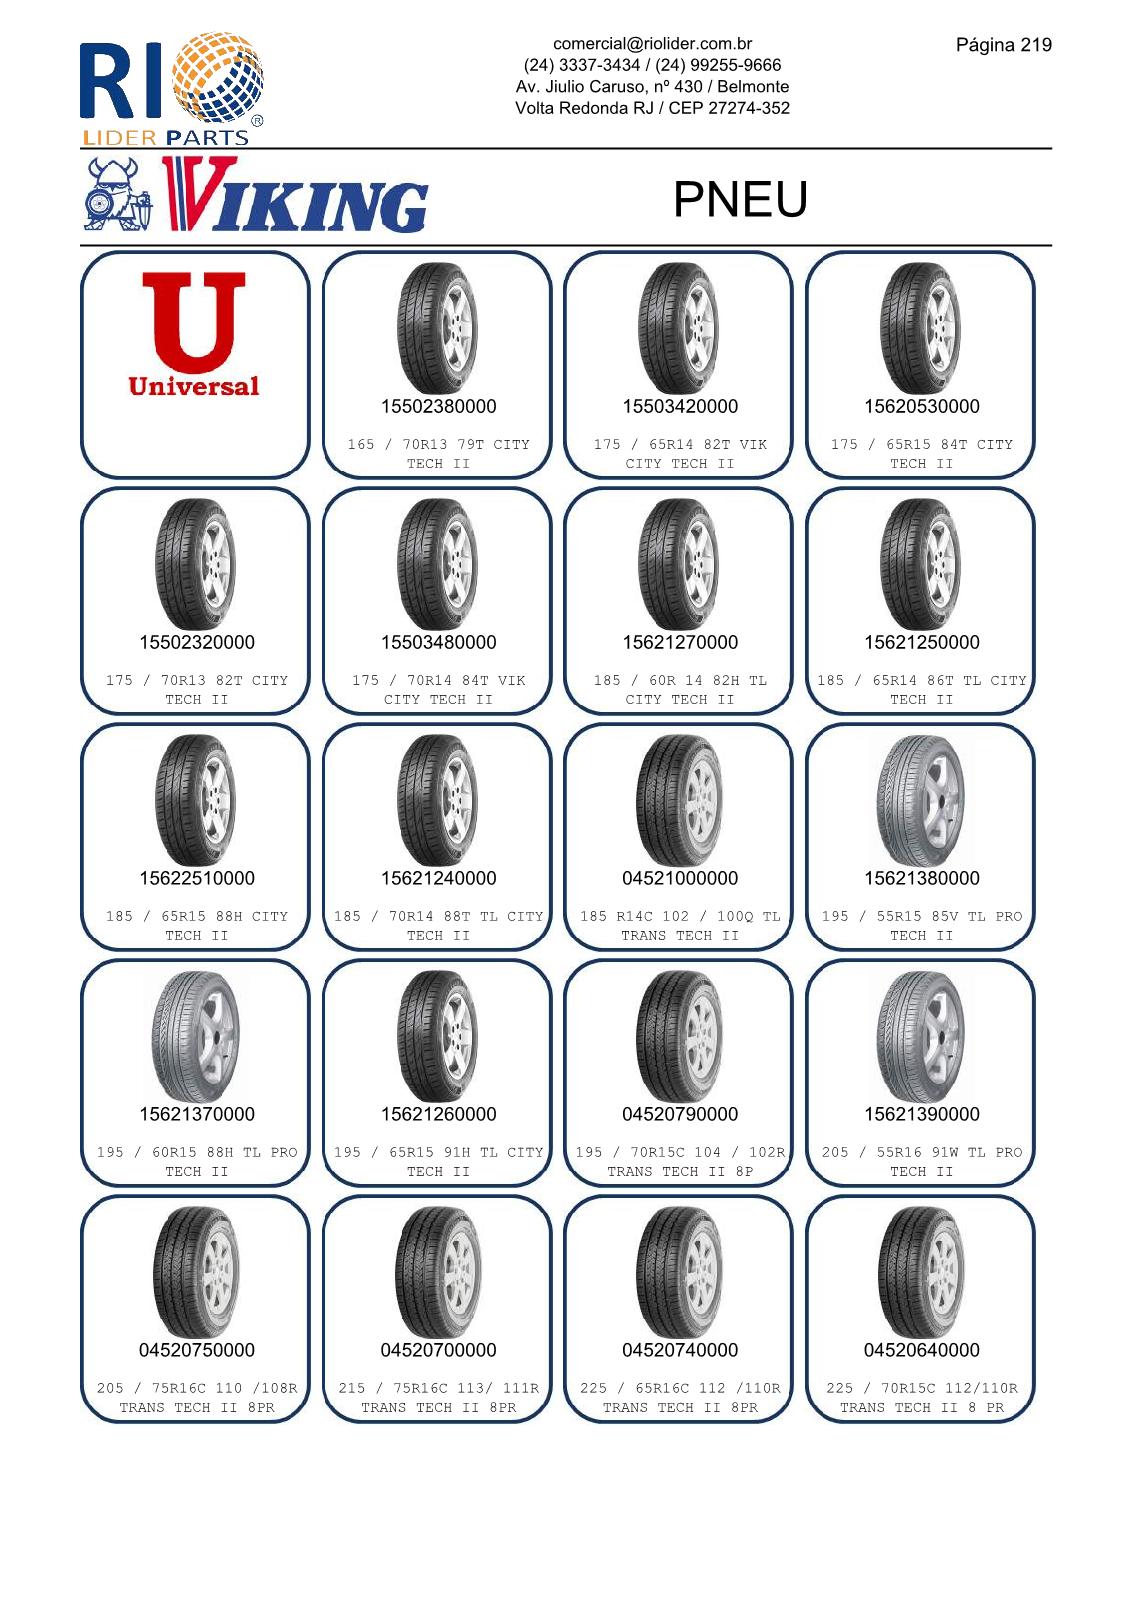 RIO
LIDER PARTS
®
comercial@riolider.com.br
(24) 3337-3434 / (24) 99255-9666
Av. Jiulio Caruso, nº 430 / Belmonte
Volta Redonda RJ / CEP 27274-352
Página 219
VIKING
PNEU
U
Universal
15502380000
165 / 70R13 79T CITY
TECH II
15503420000
175 / 65R14 82T VIK
CITY TECH II
15620530000
175 / 65R15 84T CITY
TECH II
15502320000
175 / 70R13 82T CITY
TECH II
15503480000
175 / 70R14 84T VIK
CITY TECH II
15621270000
185 / 60R 14 82H TL
CITY TECH II
15621250000
185 / 65R14 86T TL CITY
TECH II
15622510000
185 / 65R15 88H CITY
TECH II
15621240000
185 / 70R14 88T TL CITY
TECH II
04521000000
185 R14C 102 / 100Q TL
TRANS TECH II
15621380000
195 / 55R15 85V TL PRO
TECH II
15621370000
195 / 60R15 88H TL PRO
TECH II
15621260000
195 / 65R15 91H TL CITY
TECH II
04520790000
195 / 70R15C 104 / 102R
TRANS TECH II 8P
15621390000
205 / 55R16 91W TL PRO
TECH II
04520750000
205 / 75R16C 110 /108R
TRANS TECH II 8PR
04520700000
215 / 75R16C 113/ 111R
TRANS TECH II 8PR
04520740000
225 / 65R16C 112 /110R
TRANS TECH II 8PR
04520640000
225 / 70R15C 112/110R
TRANS TECH II 8 PR